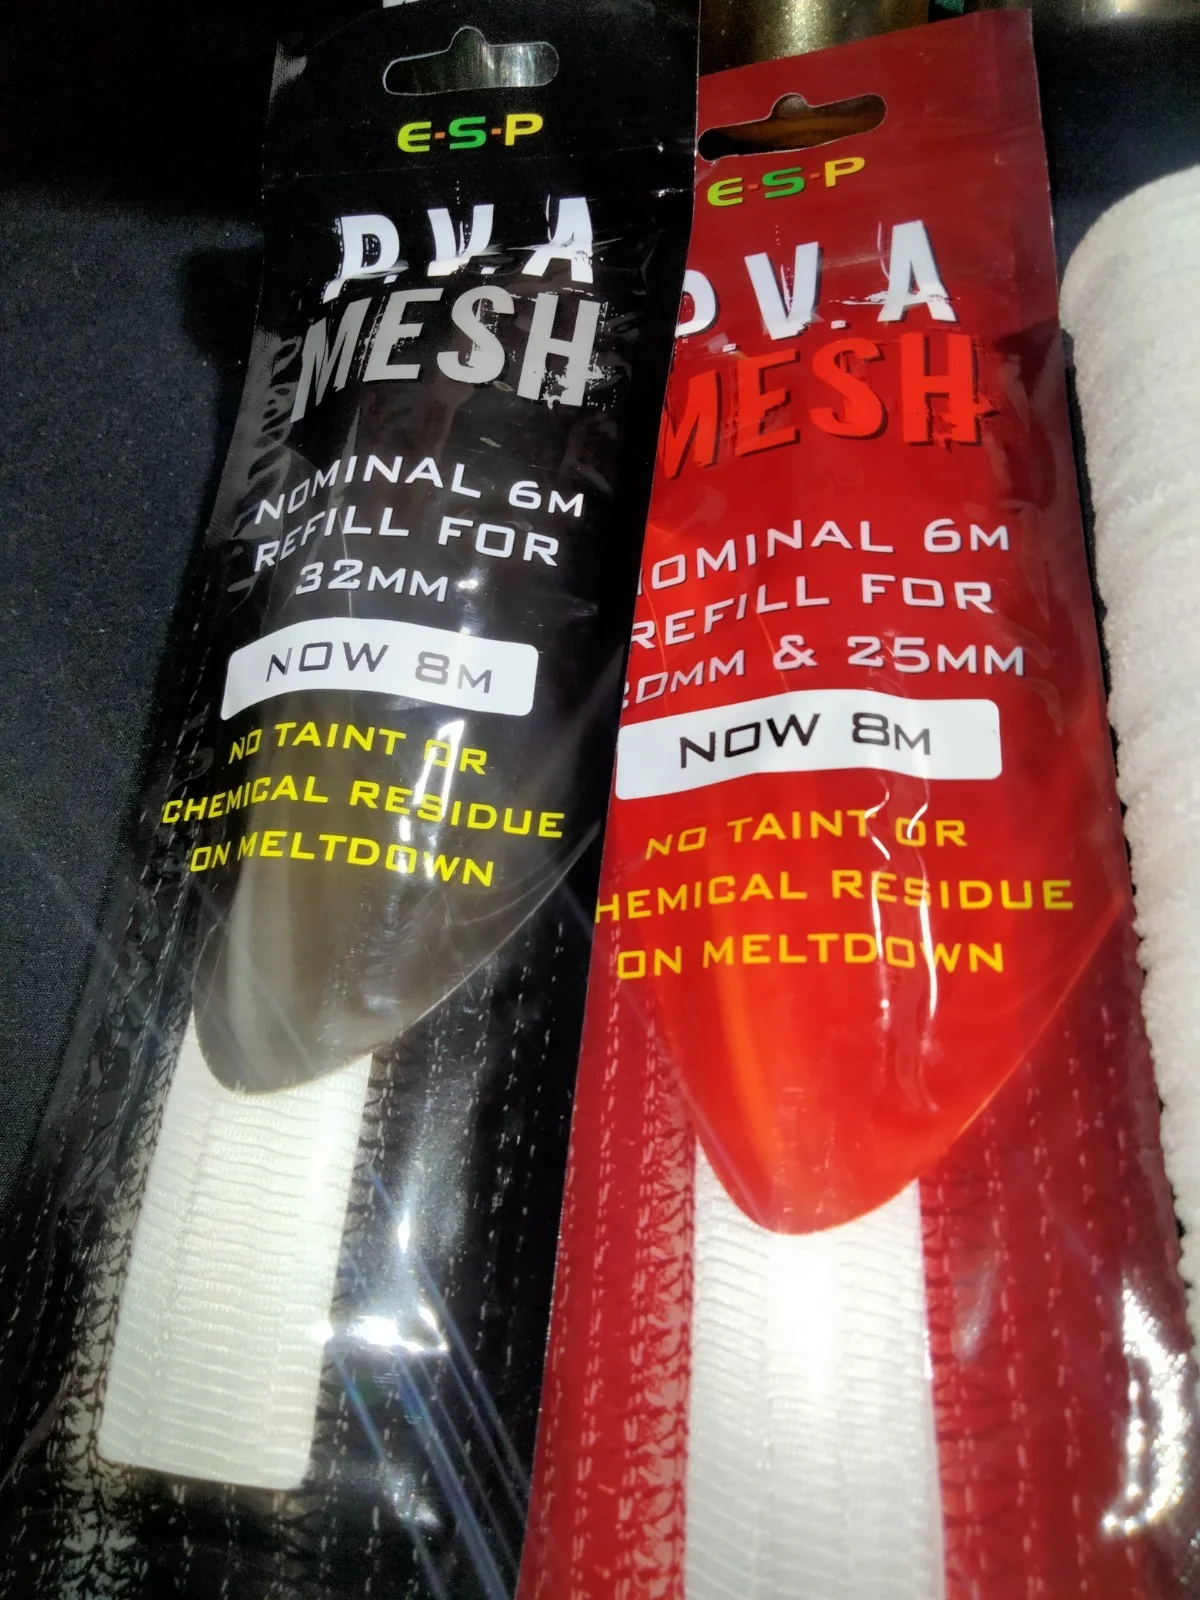 E-S-P
P.V.A
MESH
NOMINAL 6M
REFILL FOR
32MM
NOW 8M
NO TAINT OR
CHEMICAL RESIDUE
ON MELTDOWN
E-S-P
P.V.A
MESH
NOMINAL 6M
REFILL FOR
20MM & 25MM
NOW 8M
NO TAINT OR
HEMICAL RESIDUE
ON MELTDOWN